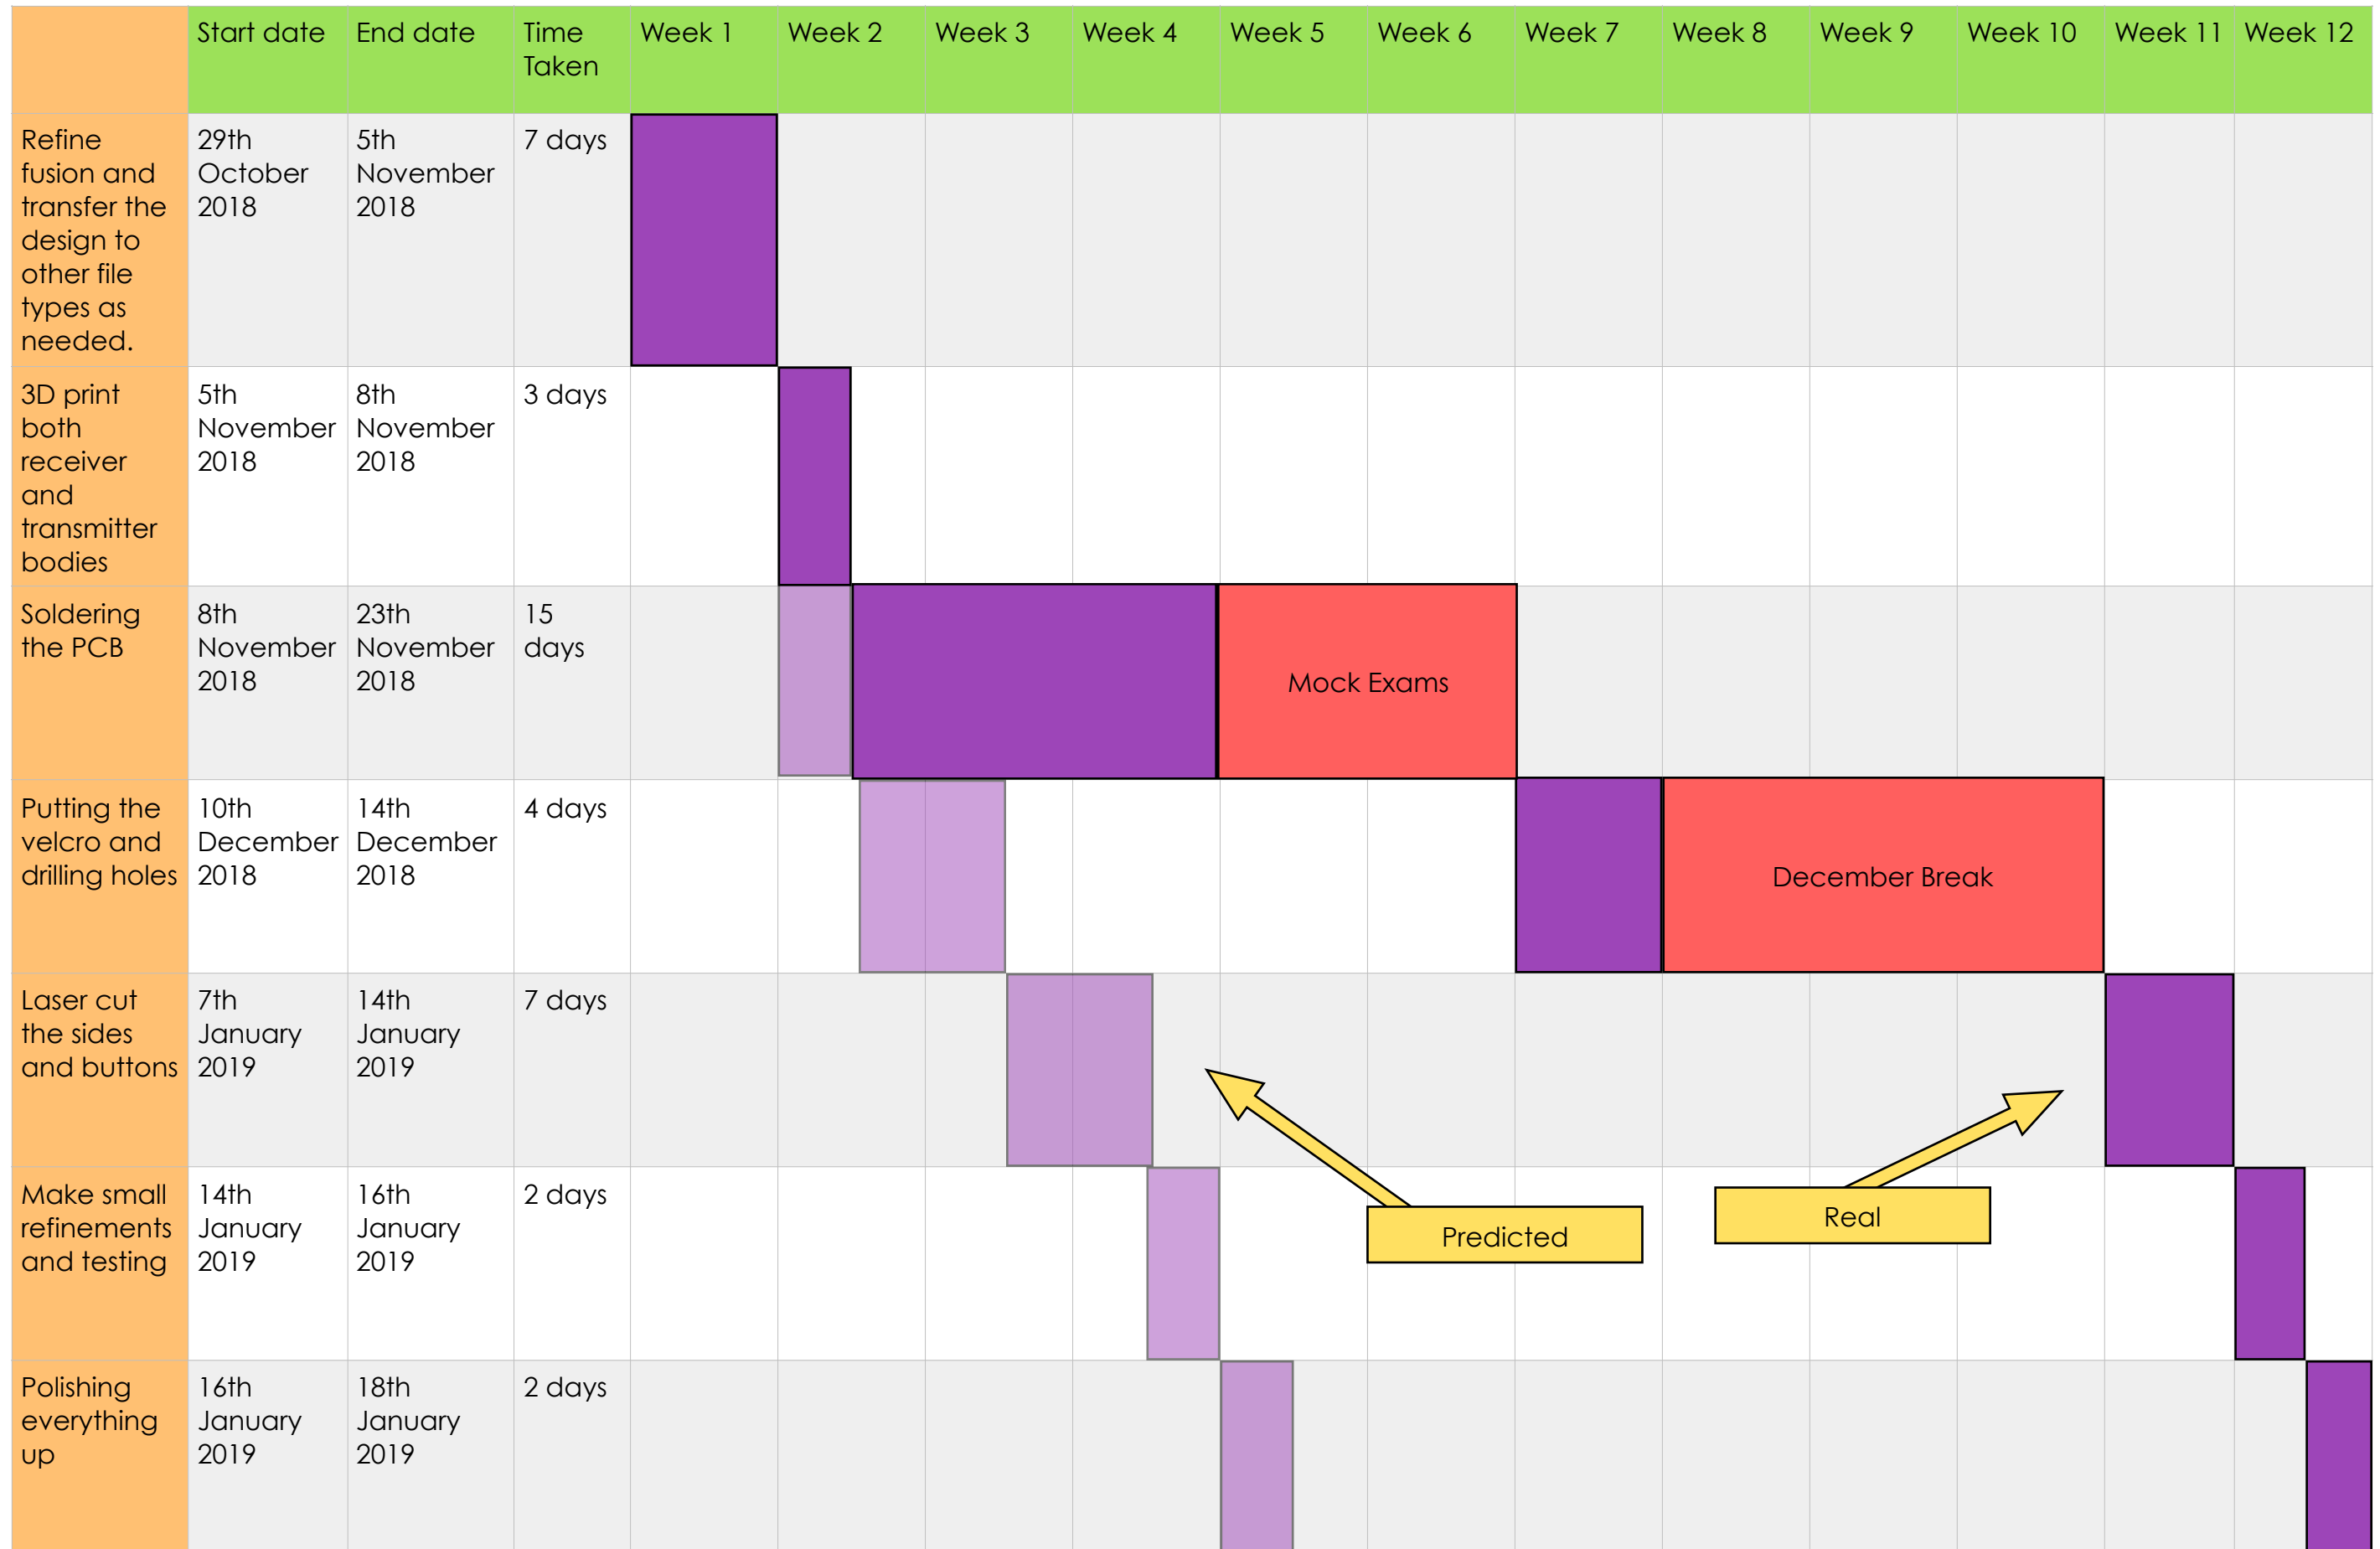 Start date
End date
Time
Taken
Week 1
Week 2
Week 3
Week 4
Week 5
Week 6
Week 7
Week 8
Week 9
Week 10
Week 11
Week 12
Refine
fusion and
transfer the
design to
other file
types as
needed.
29th
October
2018
5th
November
2018
7 days
3D print
both
receiver
and
transmitter
bodies
5th
November
2018
8th
November
2018
3 days
Soldering
the PCB
8th
November
2018
23th
November
2018
15
days
Mock Exams
Putting the
velcro and
drilling holes
10th
December
2018
14th
December
2018
4 days
December Break
Laser cut
the sides
and buttons
7th
January
2019
14th
January
2019
7 days
Make small
refinements
and testing
14th
January
2019
16th
January
2019
2 days
Predicted
Real
Polishing
everything
up
16th
January
2019
18th
January
2019
2 days